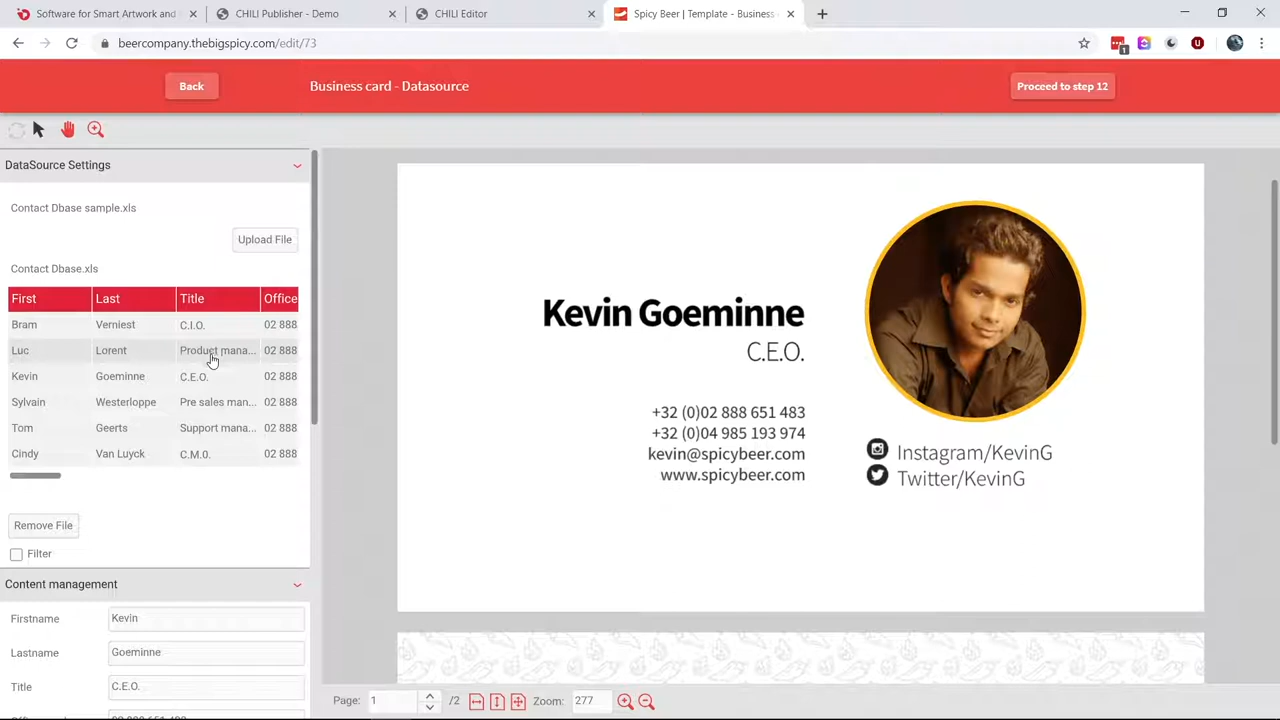 Software for Smart Artwork and
CHILI Publisher - Demo
CHILI Editor
Spicy Beer | Template - Business
beercompany.thebigspicy.com/edit/73
1
Back
Business card - Datasource
Proceed to step 12
DataSource Settings
Contact Dbase sample.xls
Upload File
Contact Dbase.xls
First Last Title Office
Bram Verniest C.I.O. 02 888
Luc Lorent Product mana... 02 888
Kevin Goeminne C.E.O. 02 888
Sylvain Westerloppe Pre sales man... 02 888
Tom Geerts Support mana... 02 888
Cindy Van Luyck C.M.0. 02 888
Remove File
Filter
Content management
Firstname Kevin
Lastname Goeminne
Title C.E.O.
Kevin Goeminne
C.E.O.
+32 (0)02 888 651 483
+32 (0)04 985 193 974
kevin@spicybeer.com
www.spicybeer.com
Instagram/KevinG
Twitter/KevinG
Page: 1 /2 Zoom: 277